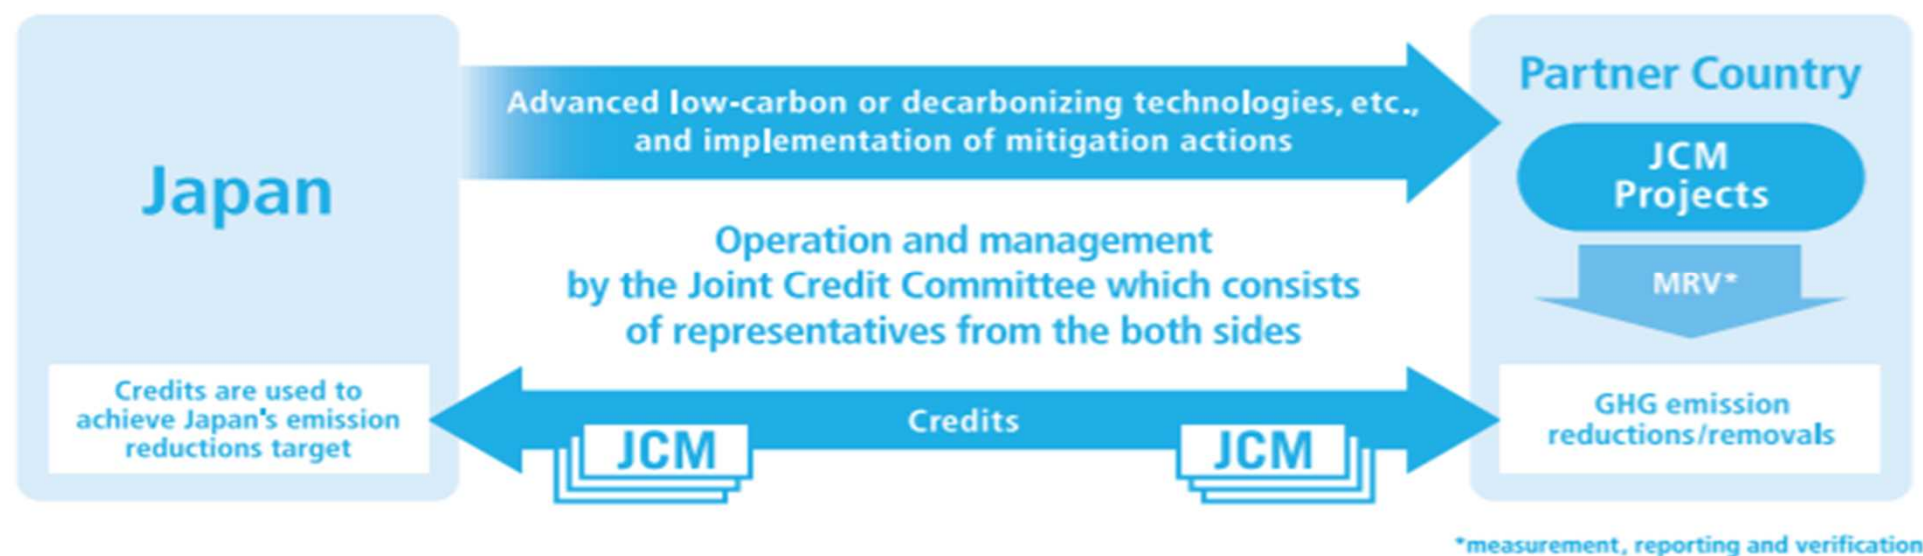 Japan
Advanced low-carbon or decarbonizing technologies, etc.,
and implementation of mitigation actions
Partner Country
JCM
Projects
MRV*
Operation and management
by the Joint Credit Committee which consists
of representatives from the both sides
Credits are used to
achieve Japan's emission
reductions target
Credits
JCM
JCM
GHG emission
reductions/removals
*measurement, reporting and verification